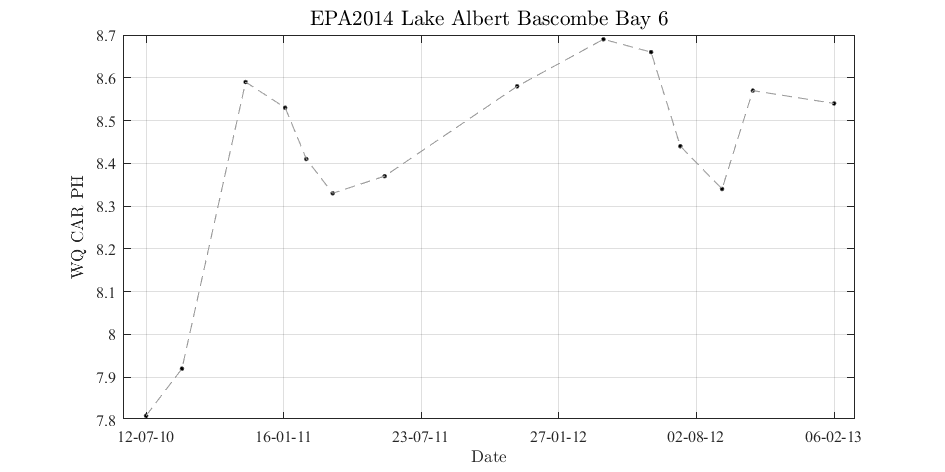 EPA2014 Lake Albert Bascombe Bay 6
WQ CAR PH
8.7
8.6
8.5
8.4
8.3
8.2
8.1
8
7.9
7.8
12-07-10 16-01-11 23-07-11 27-01-12 02-08-12 06-02-13
Date